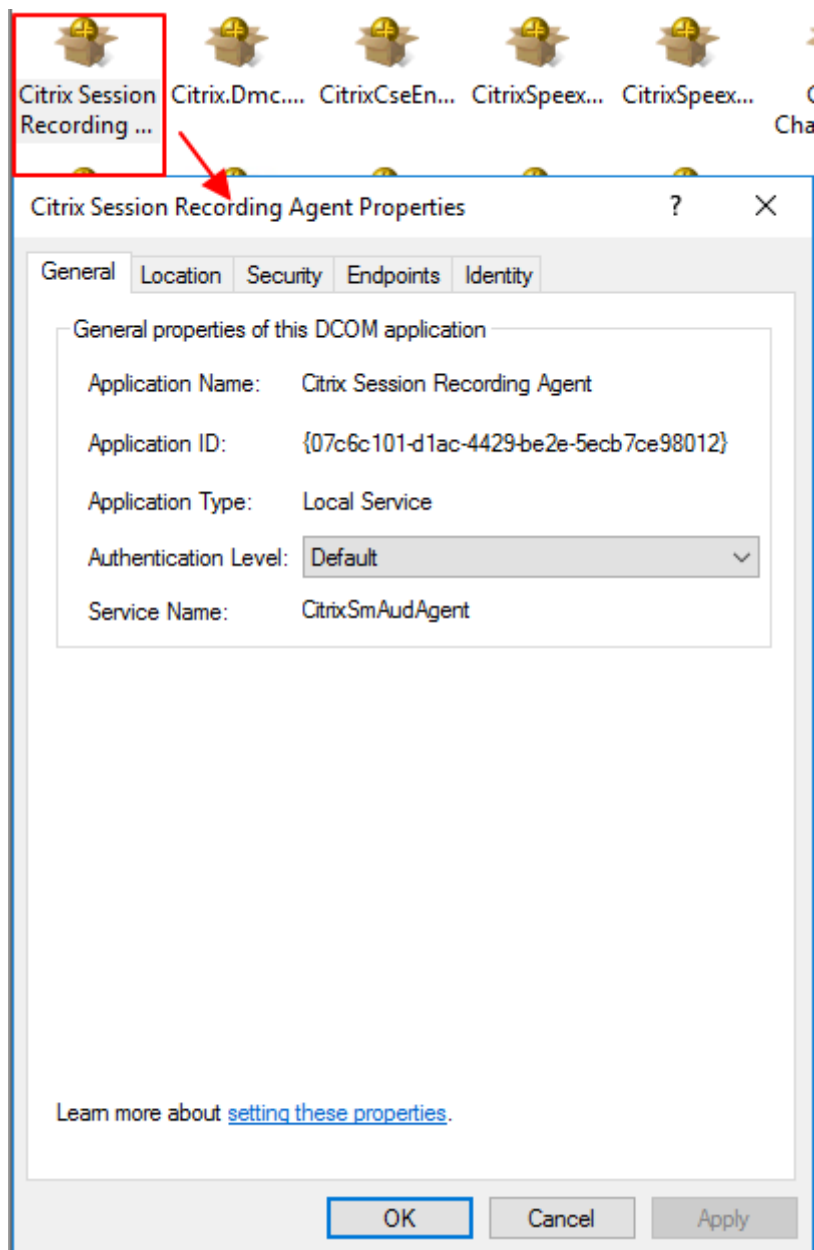 Citrix Session Citrix.Dmc.... CitrixCseEn... CitrixSpeex... CitrixSpeex...
Recording ... Cha
Citrix Session Recording Agent Properties ?
General Location Security Endpoints Identity
General properties of this DCOM application
Application Name: Citrix Session Recording Agent
Application ID: {07c6c101-d1ac-4429-be2e-5ecb7ce98012}
Application Type: Local Service
Authentication Level: Default
Service Name: CitrixSmAudAgent
Learn more about setting these properties.
OK Cancel Apply